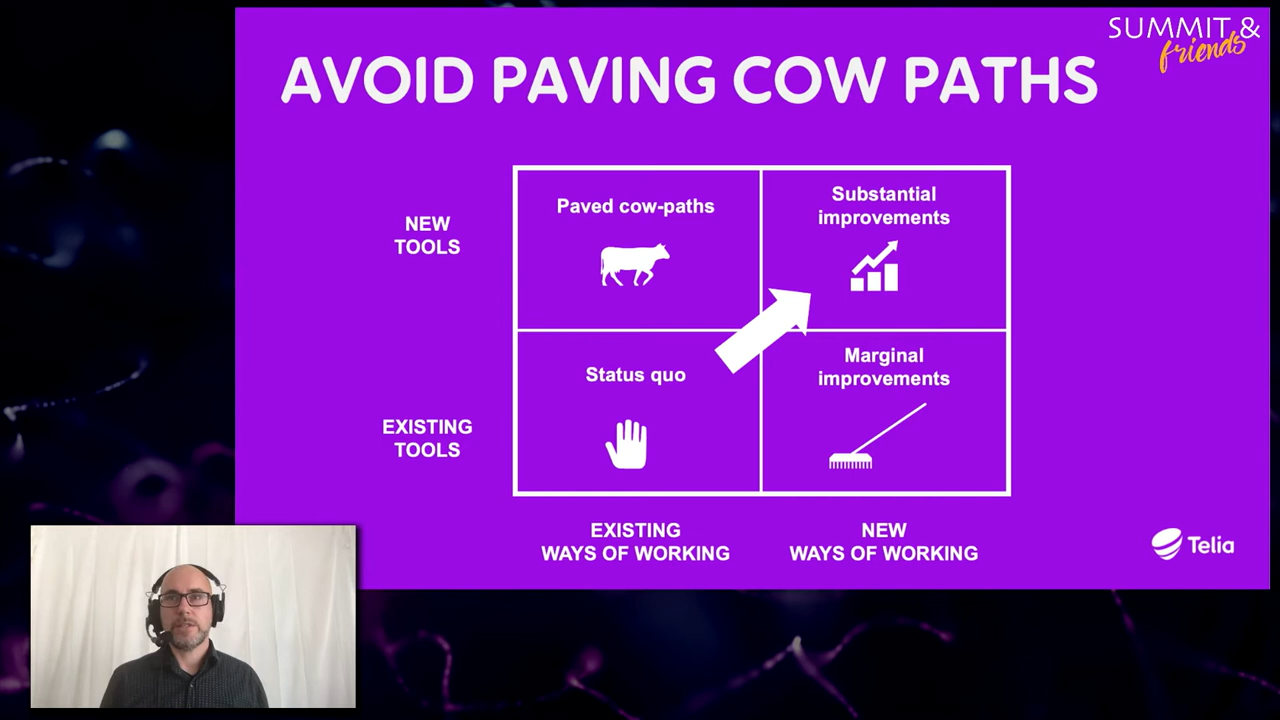 SUMMIT &
friends
AVOID PAVING COW PATHS
NEW
TOOLS
Paved cow-paths
Substantial
improvements
EXISTING
TOOLS
Status quo
Marginal
improvements
EXISTING
WAYS OF WORKING
NEW
WAYS OF WORKING
Telia